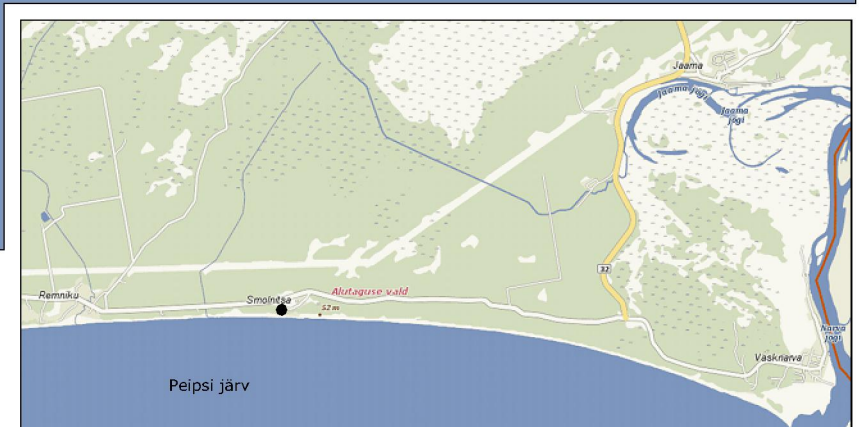 Jaama
Jaama jõgi
Jaama
jõgi
32
Remniku
Smolnitsa
Alutaguse vald
52 m
Narva
jõgi
Vasknarva
Peipsi järv